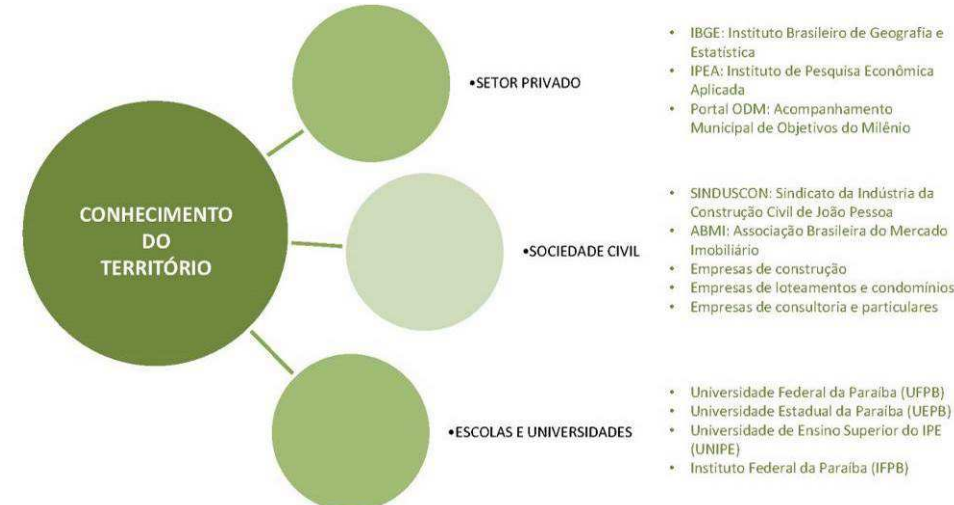 CONHECIMENTO
DO
TERRITÓRIO
•SETOR PRIVADO
• IBGE: Instituto Brasileiro de Geografia e
Estatística
• IPEA: Instituto de Pesquisa Econômica
Aplicada
• Portal ODM: Acompanhamento
Municipal de Objetivos do Milênio
•SOCIEDADE CIVIL
• SINDUSCON: Sindicato da Indústria da
Construção Civil de João Pessoa
• ABMI: Associação Brasileira do Mercado
Imobiliário
• Empresas de construção
• Empresas de loteamentos e condomínios
• Empresas de consultoria e particulares
•ESCOLAS E UNIVERSIDADES
• Universidade Federal da Paraíba (UFPB)
• Universidade Estadual da Paraíba (UEPB)
• Universidade de Ensino Superior do IPE
(UNIPE)
• Instituto Federal da Paraíba (IFPB)